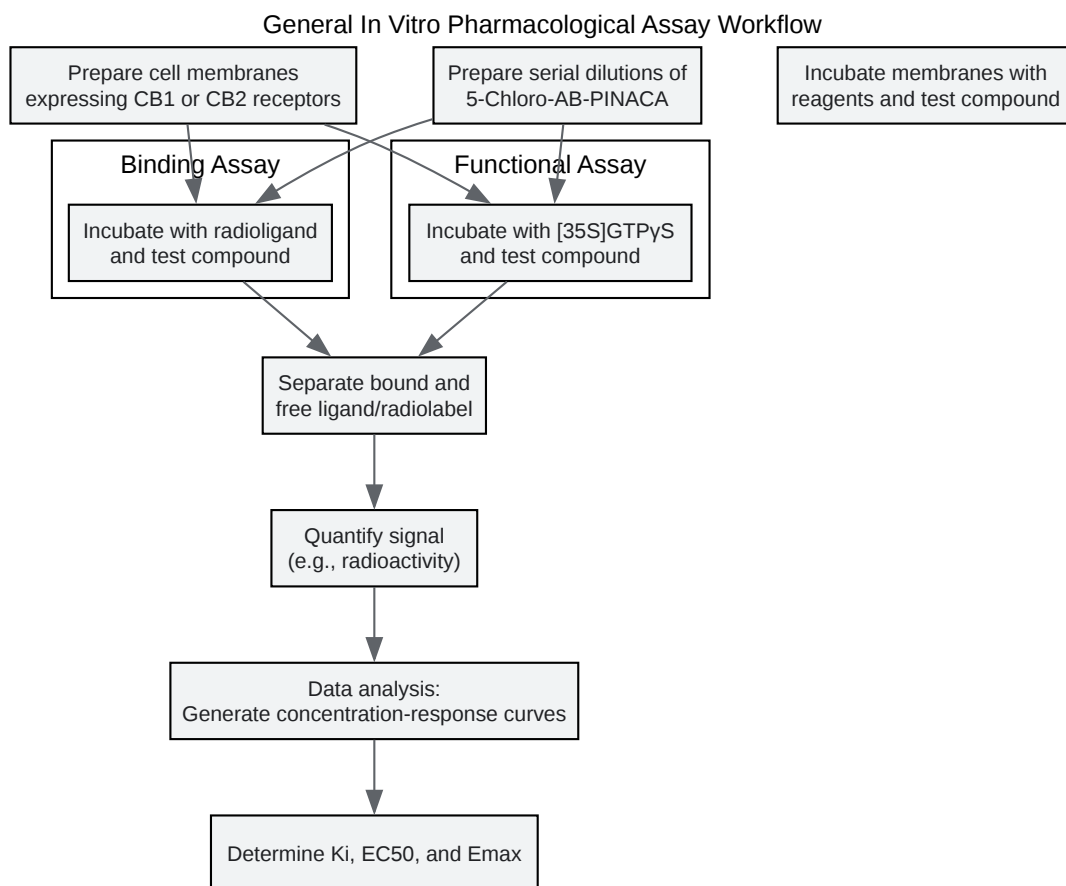 General In Vitro Pharmacological Assay Workflow
Prepare cell membranes
expressing CB1 or CB2 receptors
Prepare serial dilutions of
5-Chloro-AB-PINACA
Incubate membranes with
reagents and test compound
Binding Assay
Functional Assay
Incubate with radioligand
and test compound
Incubate with [35S]GTPγS
and test compound
Separate bound and
free ligand/radiolabel
Quantify signal
(e.g., radioactivity)
Data analysis:
Generate concentration-response curves
Determine Ki, EC50, and Emax